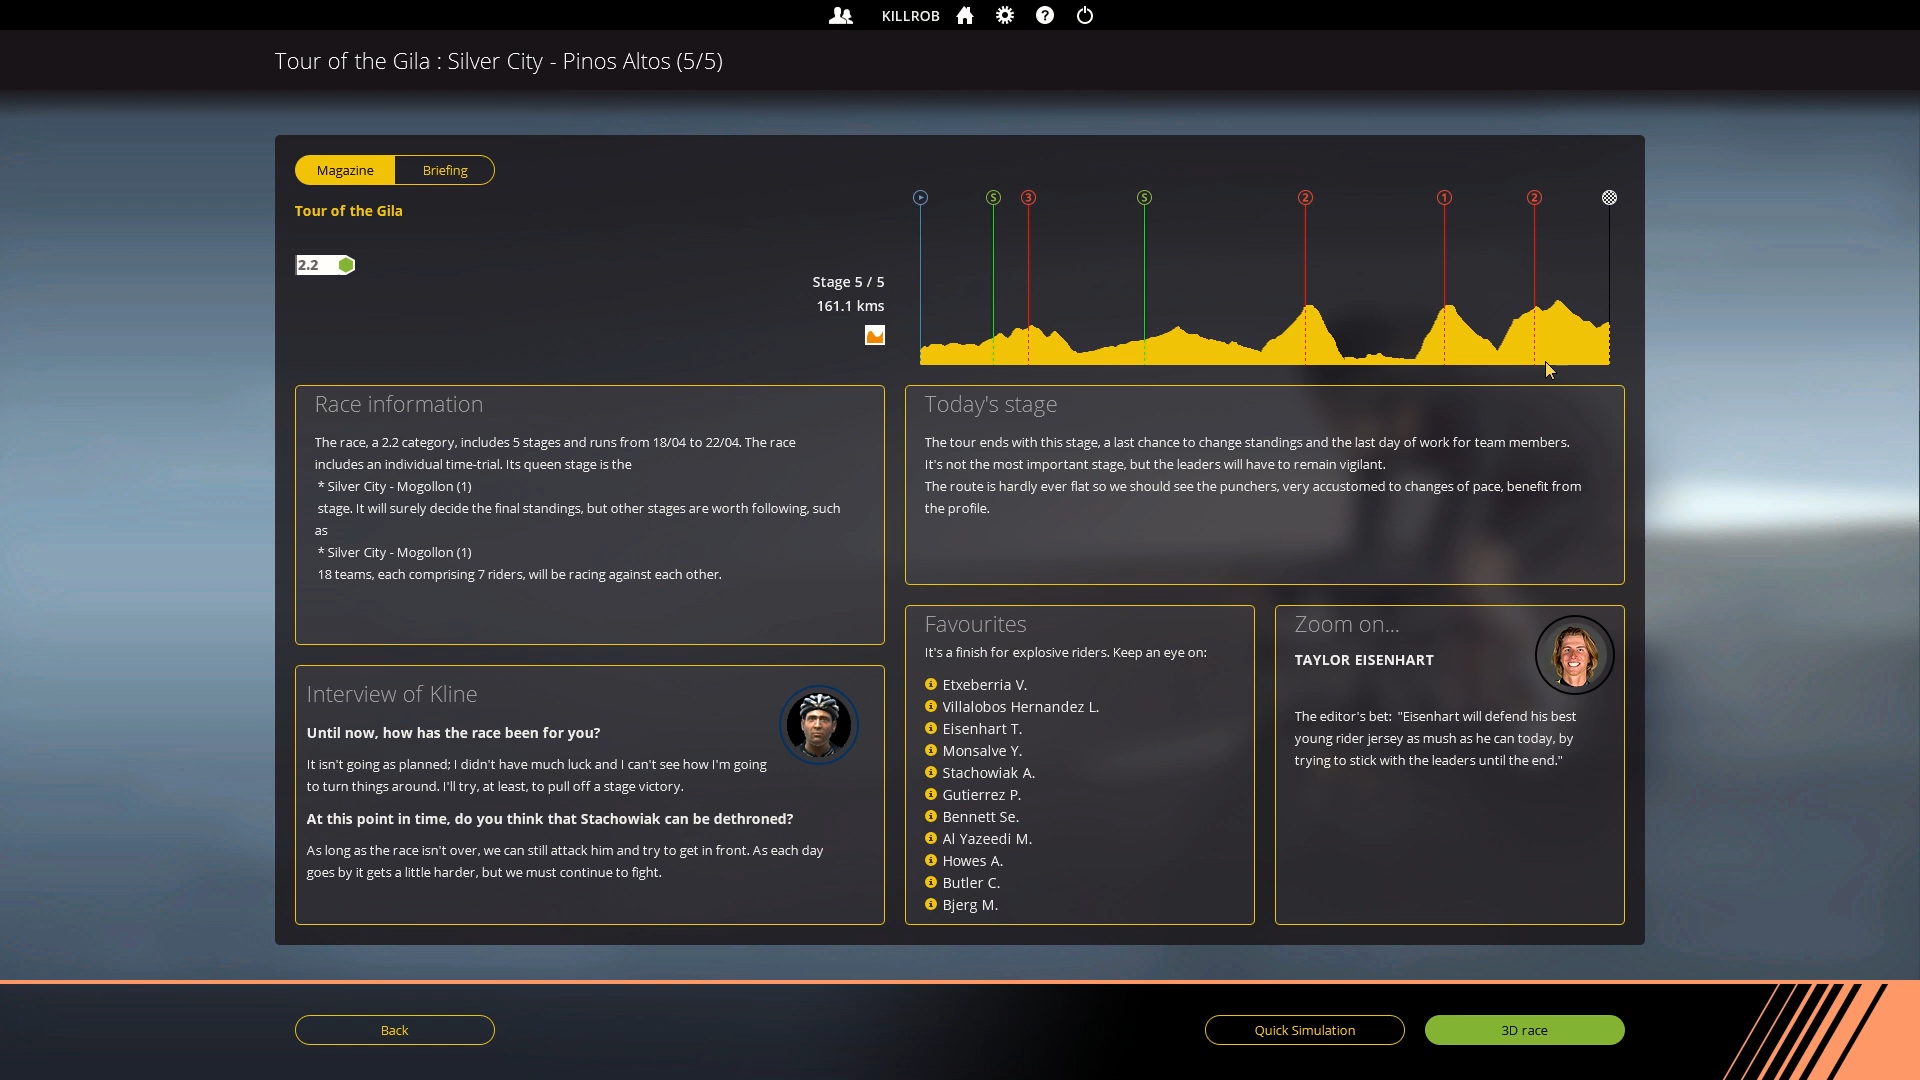 KILLROB
Tour of the Gila : Silver City - Pinos Altos (5/5)
Magazine
Briefing
Tour of the Gila
2.2
Stage 5 / 5
161.1 kms
S
3
S
2
1
2
Race information
The race, a 2.2 category, includes 5 stages and runs from 18/04 to 22/04. The race
includes an individual time-trial. Its queen stage is the
* Silver City - Mogollon (1)
stage. It will surely decide the final standings, but other stages are worth following, such
as
* Silver City - Mogollon (1)
18 teams, each comprising 7 riders, will be racing against each other.
Today's stage
The tour ends with this stage, a last chance to change standings and the last day of work for team members.
It's not the most important stage, but the leaders will have to remain vigilant.
The route is hardly ever flat so we should see the punchers, very accustomed to changes of pace, benefit from
the profile.
Interview of Kline
Until now, how has the race been for you?
It isn't going as planned; I didn't have much luck and I can't see how I'm going
to turn things around. I'll try, at least, to pull off a stage victory.
At this point in time, do you think that Stachowiak can be dethroned?
As long as the race isn't over, we can still attack him and try to get in front. As each day
goes by it gets a little harder, but we must continue to fight.
Favourites
It's a finish for explosive riders. Keep an eye on:
Etxeberria V.
Villalobos Hernandez L.
Eisenhart T.
Monsalve Y.
Stachowiak A.
Gutierrez P.
Bennett Se.
Al Yazeedi M.
Howes A.
Butler C.
Bjerg M.
Zoom on...
TAYLOR EISENHART
The editor's bet: "Eisenhart will defend his best
young rider jersey as mush as he can today, by
trying to stick with the leaders until the end."
Back
Quick Simulation
3D race